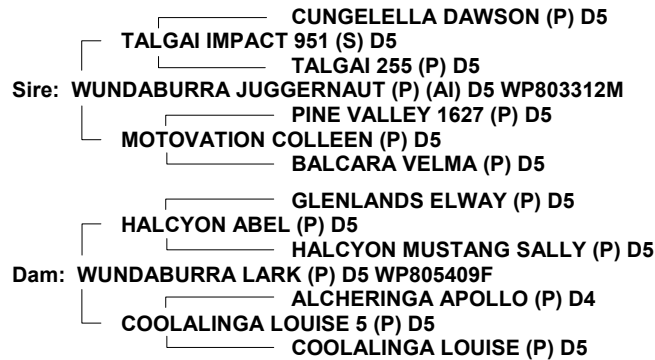 CUNGELELLA DAWSON (P) D5
TALGAI IMPACT 951 (S) D5
TALGAI 255 (P) D5
Sire: WUNDABURRA JUGGERNAUT (P) (AI) D5 WP803312M
PINE VALLEY 1627 (P) D5
MOTOVATION COLLEEN (P) D5
BALCARA VELMA (P) D5
GLENLANDS ELWAY (P) D5
HALCYON ABEL (P) D5
HALCYON MUSTANG SALLY (P) D5
Dam: WUNDABURRA LARK (P) D5 WP805409F
ALCHERINGA APOLLO (P) D4
COOLALINGA LOUISE 5 (P) D5
COOLALINGA LOUISE (P) D5